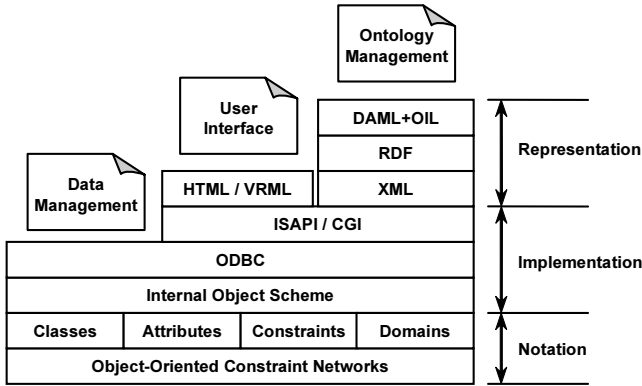 Ontology
Management
User
Interface
DAML+OIL
RDF
Representation
Data
Management
HTML / VRML
XML
ISAPI / CGI
ODBC
Implementation
Internal Object Scheme
Classes
Attributes
Constraints
Domains
Notation
Object-Oriented Constraint Networks